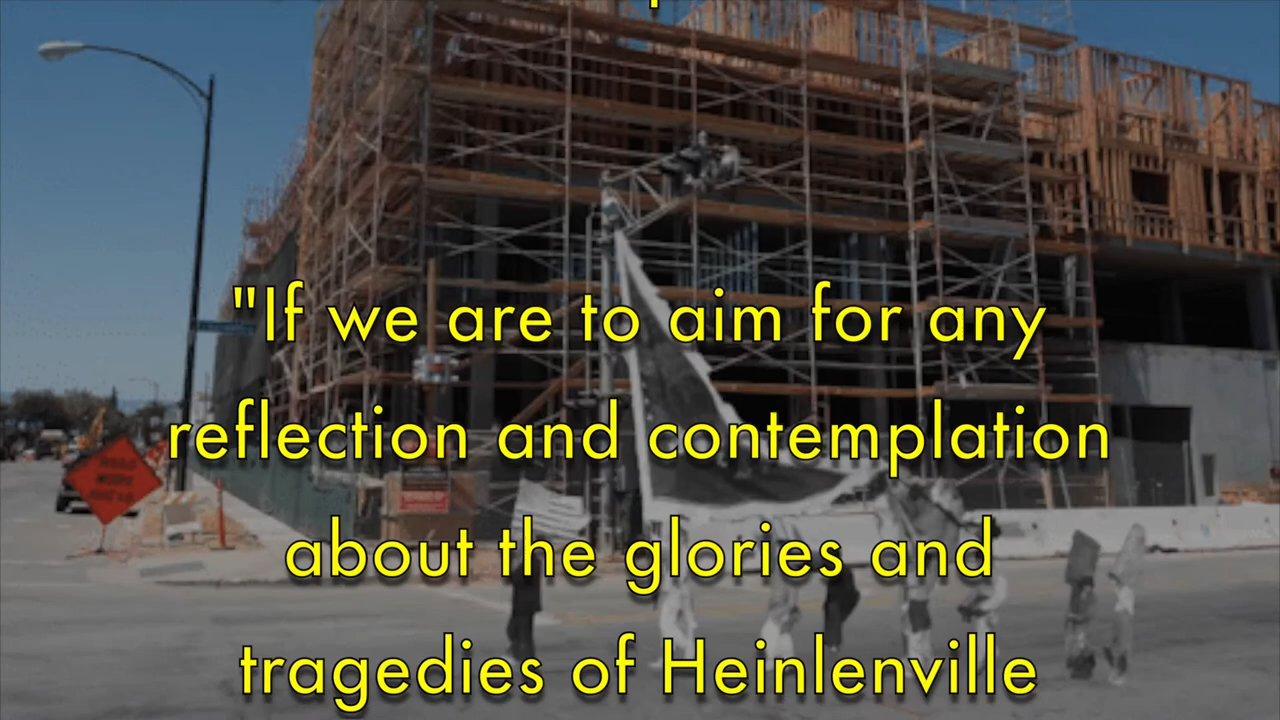 "If we are to aim for any
reflection and contemplation
about the glories and
tragedies of Heinlenville